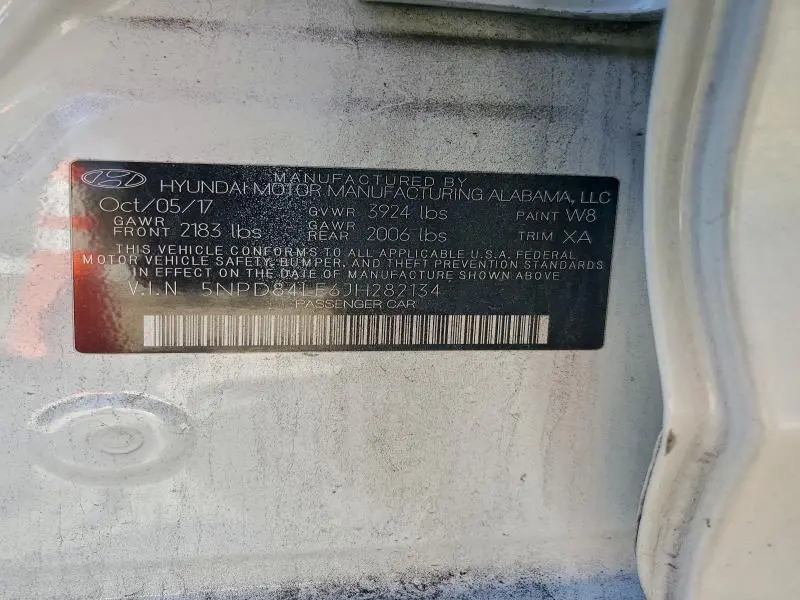 MANUFACTURED BY
HYUNDAI MOTOR MANUFACTURING ALABAMA, LLC
Oct/05/17 GVWR 3924 lbs PAINT W8
GAWR FRONT 2183 lbs GAWR REAR 2006 lbs TRIM XA
THIS VEHICLE CONFORMS TO ALL APPLICABLE U.S.A. FEDERAL
MOTOR VEHICLE SAFETY, BUMPER, AND THEFT PREVENTION STANDARDS
IN EFFECT ON THE DATE OF MANUFACTURE SHOWN ABOVE.
V.I.N. 5NPD84LF6JH282134
PASSENGER CAR